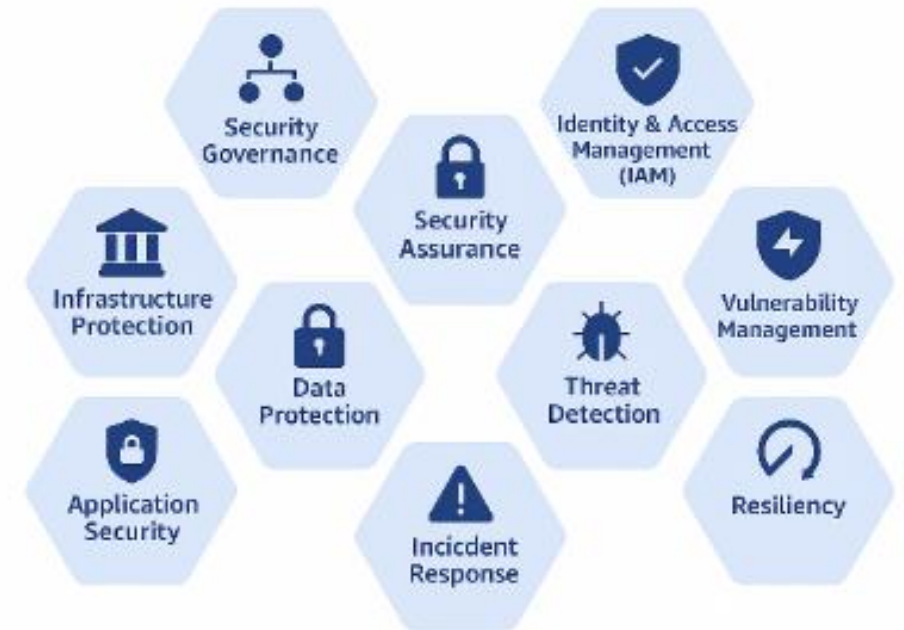 Security
Governance
Identity & Access
Management
(IAM)
Security
Assurance
Infrastructure
Protection
Vulnerability
Management
Data
Protection
Threat
Detection
Application
Security
Resiliency
Incicdent
Response